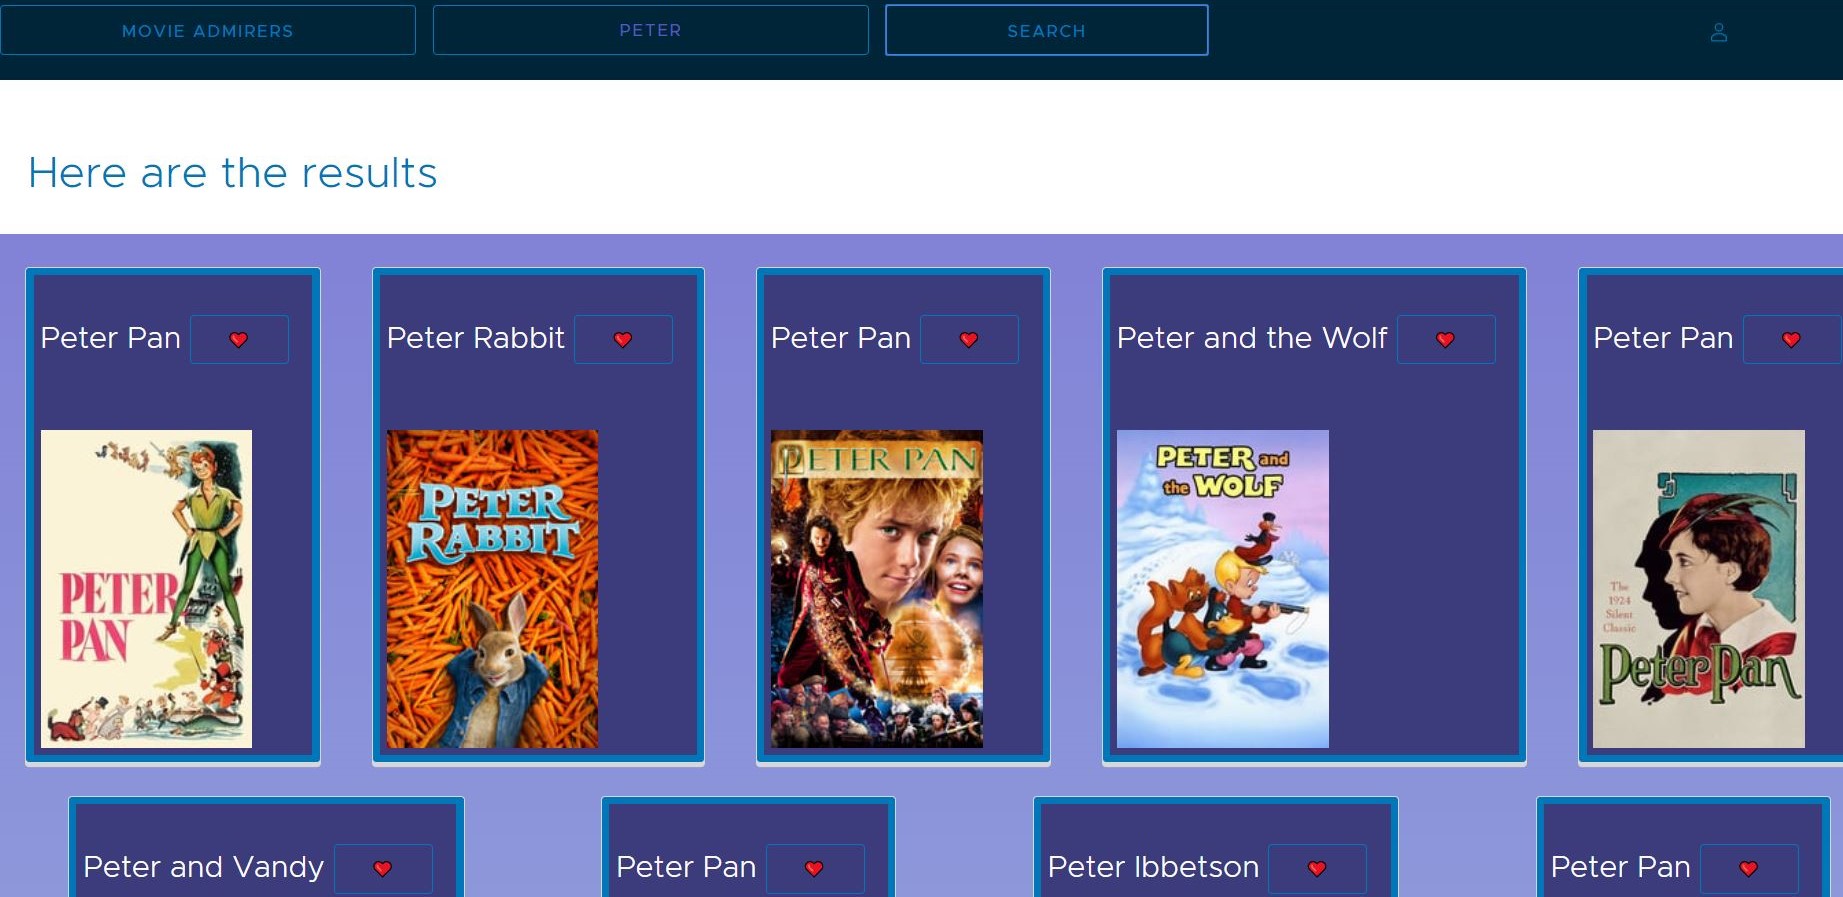 MOVIE ADMIRERS
PETER
SEARCH
Here are the results
Peter Pan
Peter Rabbit
Peter Pan
Peter and the Wolf
Peter Pan
PETER
PAN
PETER
RABBIT
PETER PAN
PETER and
the WOLF
The
1924
Silent
Classic
Peter Pan
Peter and Vandy
Peter Pan
Peter Ibbetson
Peter Pan